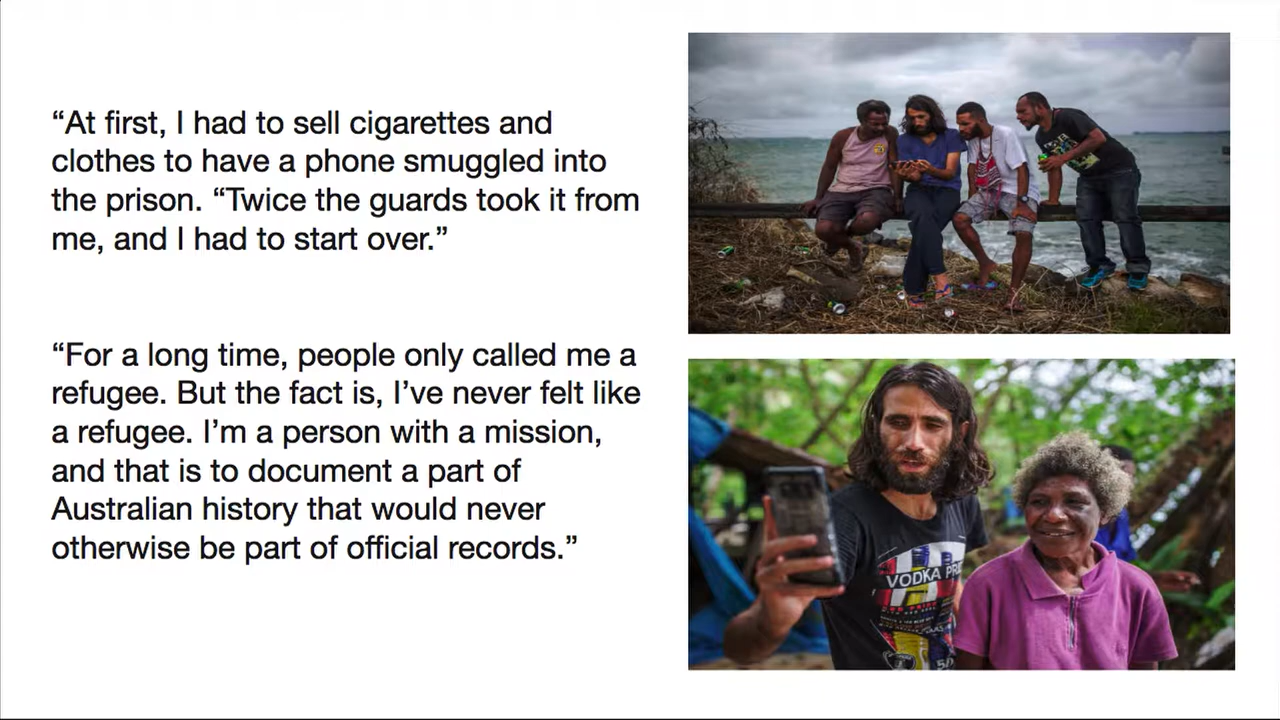 “At first, I had to sell cigarettes and
clothes to have a phone smuggled into
the prison. “Twice the guards took it from
me, and I had to start over.”
“For a long time, people only called me a
refugee. But the fact is, I’ve never felt like
a refugee. I’m a person with a mission,
and that is to document a part of
Australian history that would never
otherwise be part of official records.”
VODKA